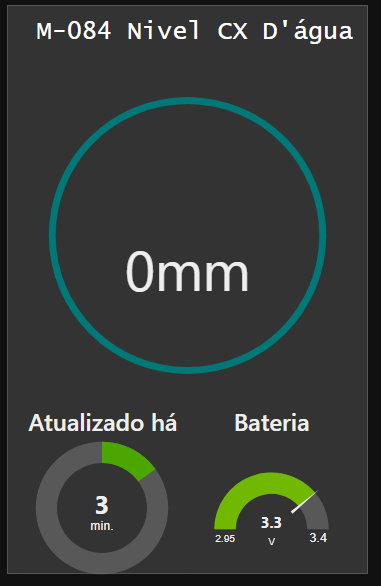 M-084 Nivel CX D'água
0mm
Atualizado há
Bateria
3
min.
3.3
2.95
V
3.4